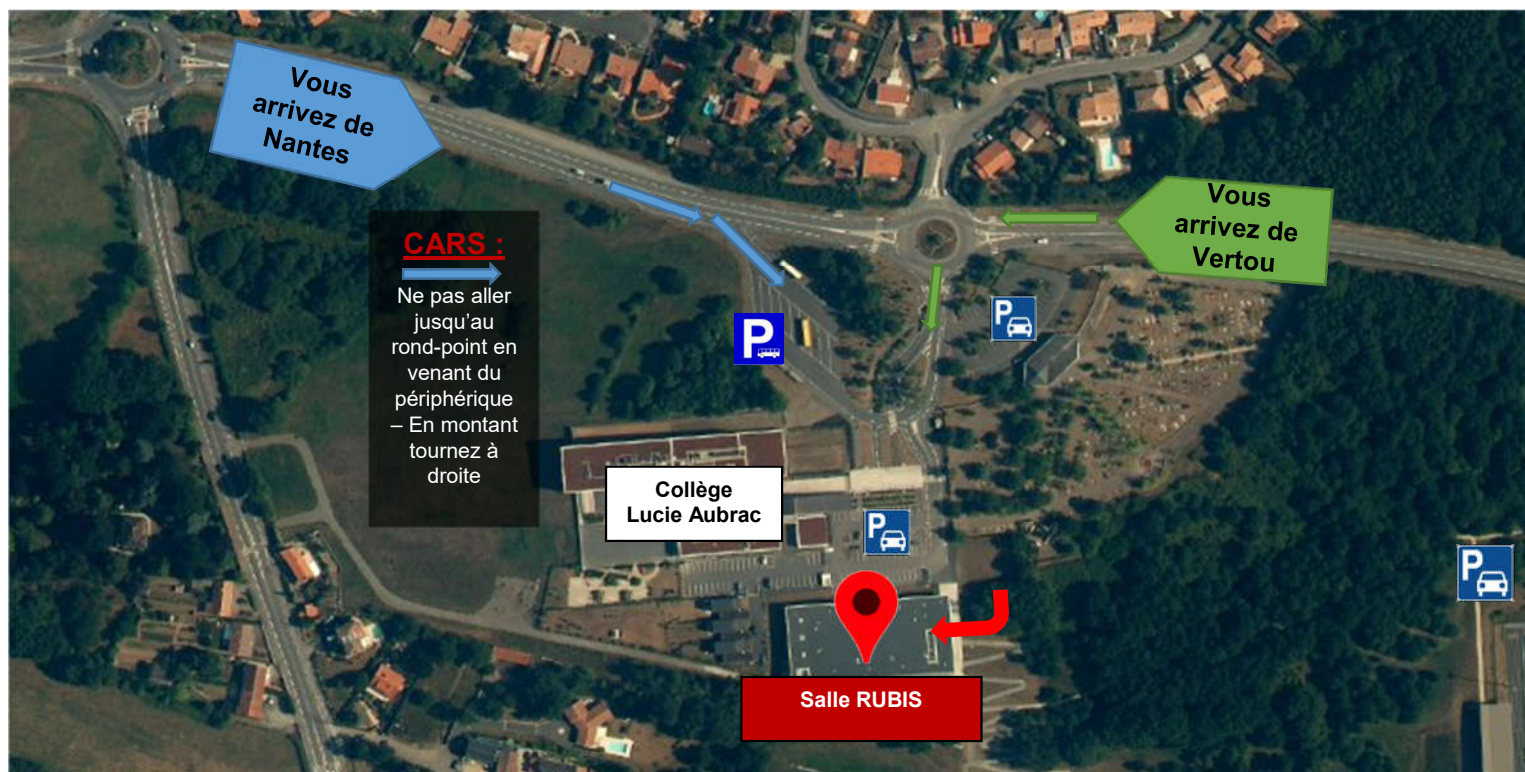 Vous
arrivez de
Nantes
Vous
arrivez de
Vertou
CARS :
Ne pas aller
jusqu’au
rond-point en
venant du
périphérique
– En montant
tournez à
droite
P
P
Collège
Lucie Aubrac
P
P
Salle RUBIS